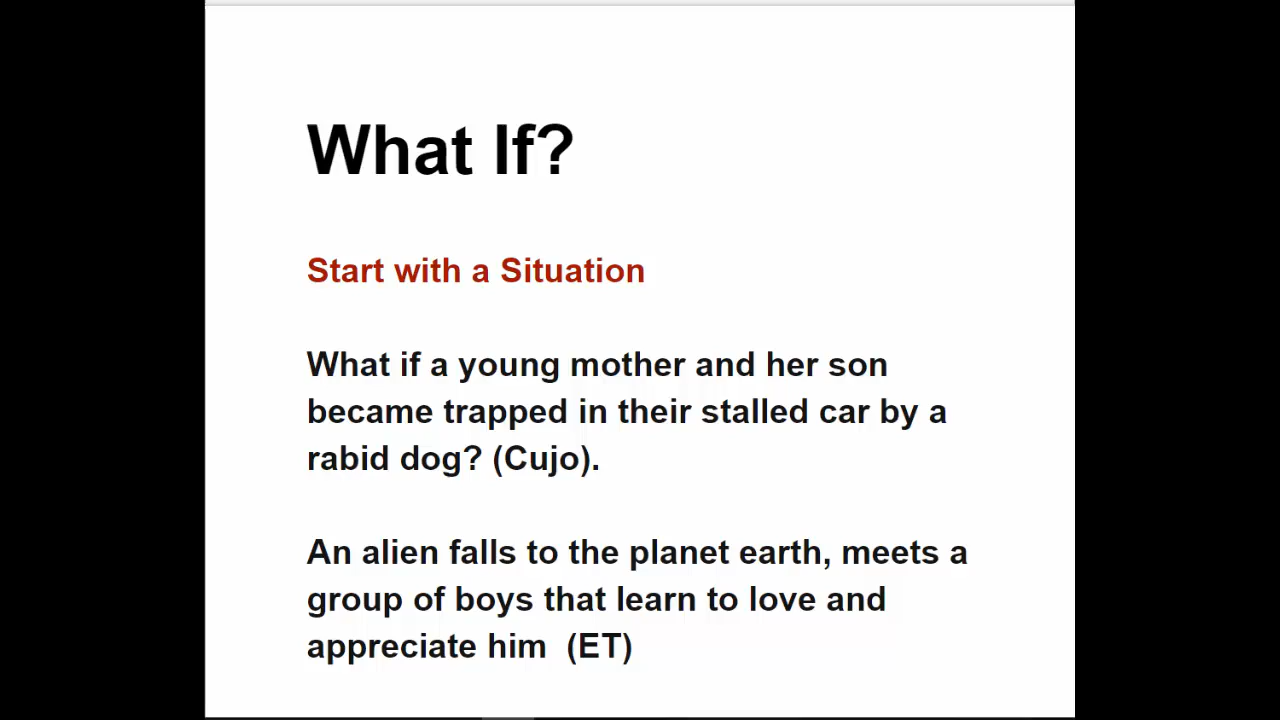 What If?
Start with a Situation
What if a young mother and her son
became trapped in their stalled car by a
rabid dog? (Cujo).
An alien falls to the planet earth, meets a
group of boys that learn to love and
appreciate him  (ET)